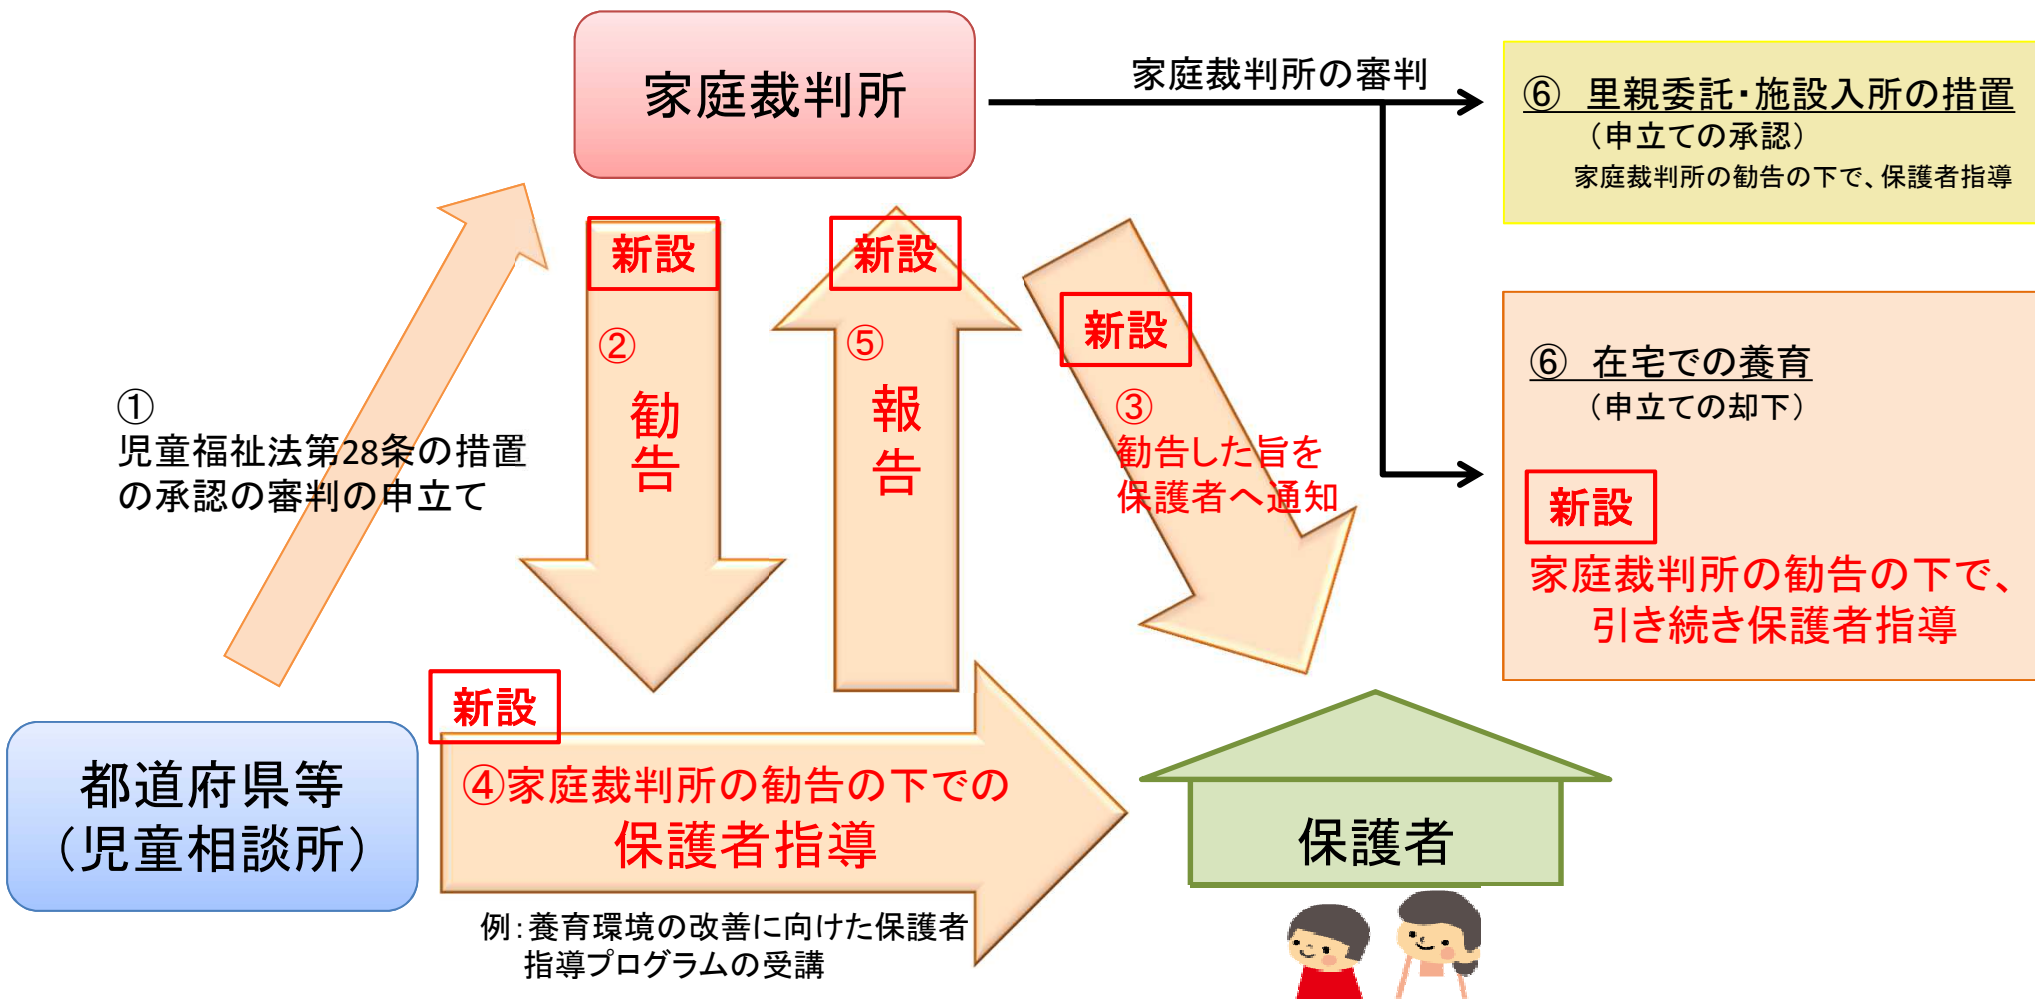 家庭裁判所
家庭裁判所の審判
⑥ 里親委託・施設入所の措置
（申立ての承認）
家庭裁判所の勧告の下で、保護者指導
新設
②
勧告
新設
⑤
報告
新設
③
勧告した旨を
保護者へ通知
①
児童福祉法第28条の措置
の承認の審判の申立て
⑥ 在宅での養育
（申立ての却下）
新設
家庭裁判所の勧告の下で、
引き続き保護者指導
都道府県等
（児童相談所）
新設
④家庭裁判所の勧告の下での
保護者指導
例：養育環境の改善に向けた保護者
指導プログラムの受講
保護者